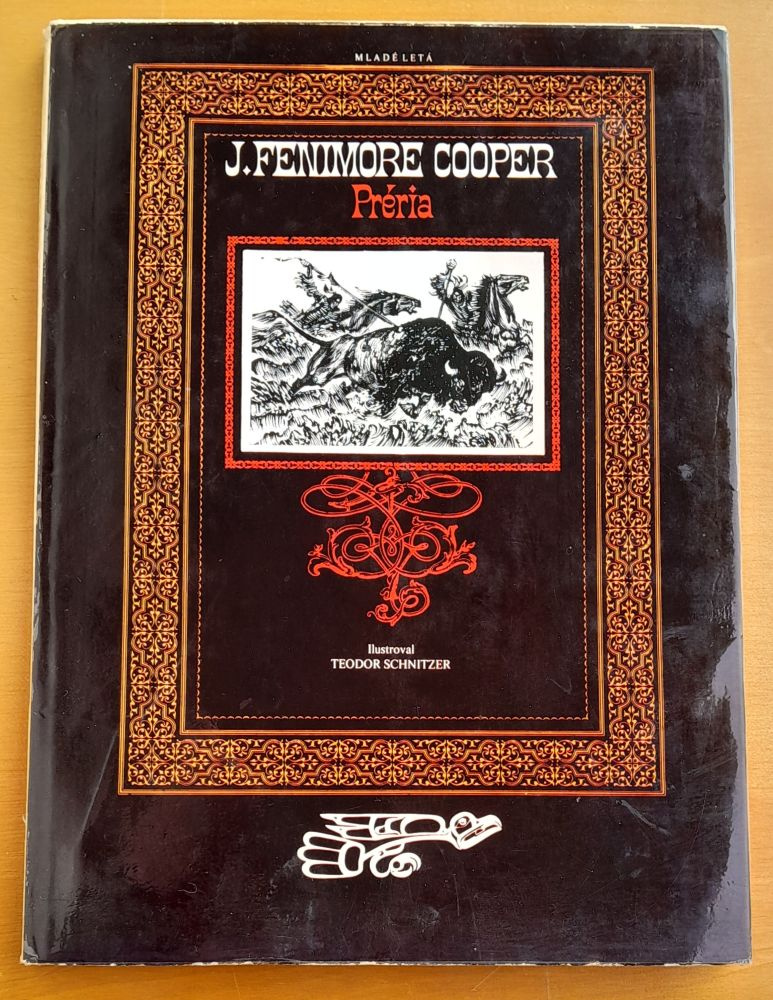 MLADÉ LETÁ
J. FENIMORE COOPER
Préria
Ilustroval
TEODOR SCHNITZER